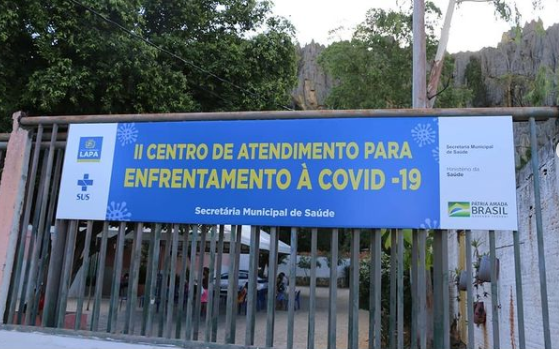 LAPA
SUS
II CENTRO DE ATENDIMENTO PARA
ENFRENTAMENTO À COVID -19
Secretária Municipal de Saúde
Secretaria Municipal
de Saúde
Ministério da
Saúde
PÁTRIA AMADA
BRASIL